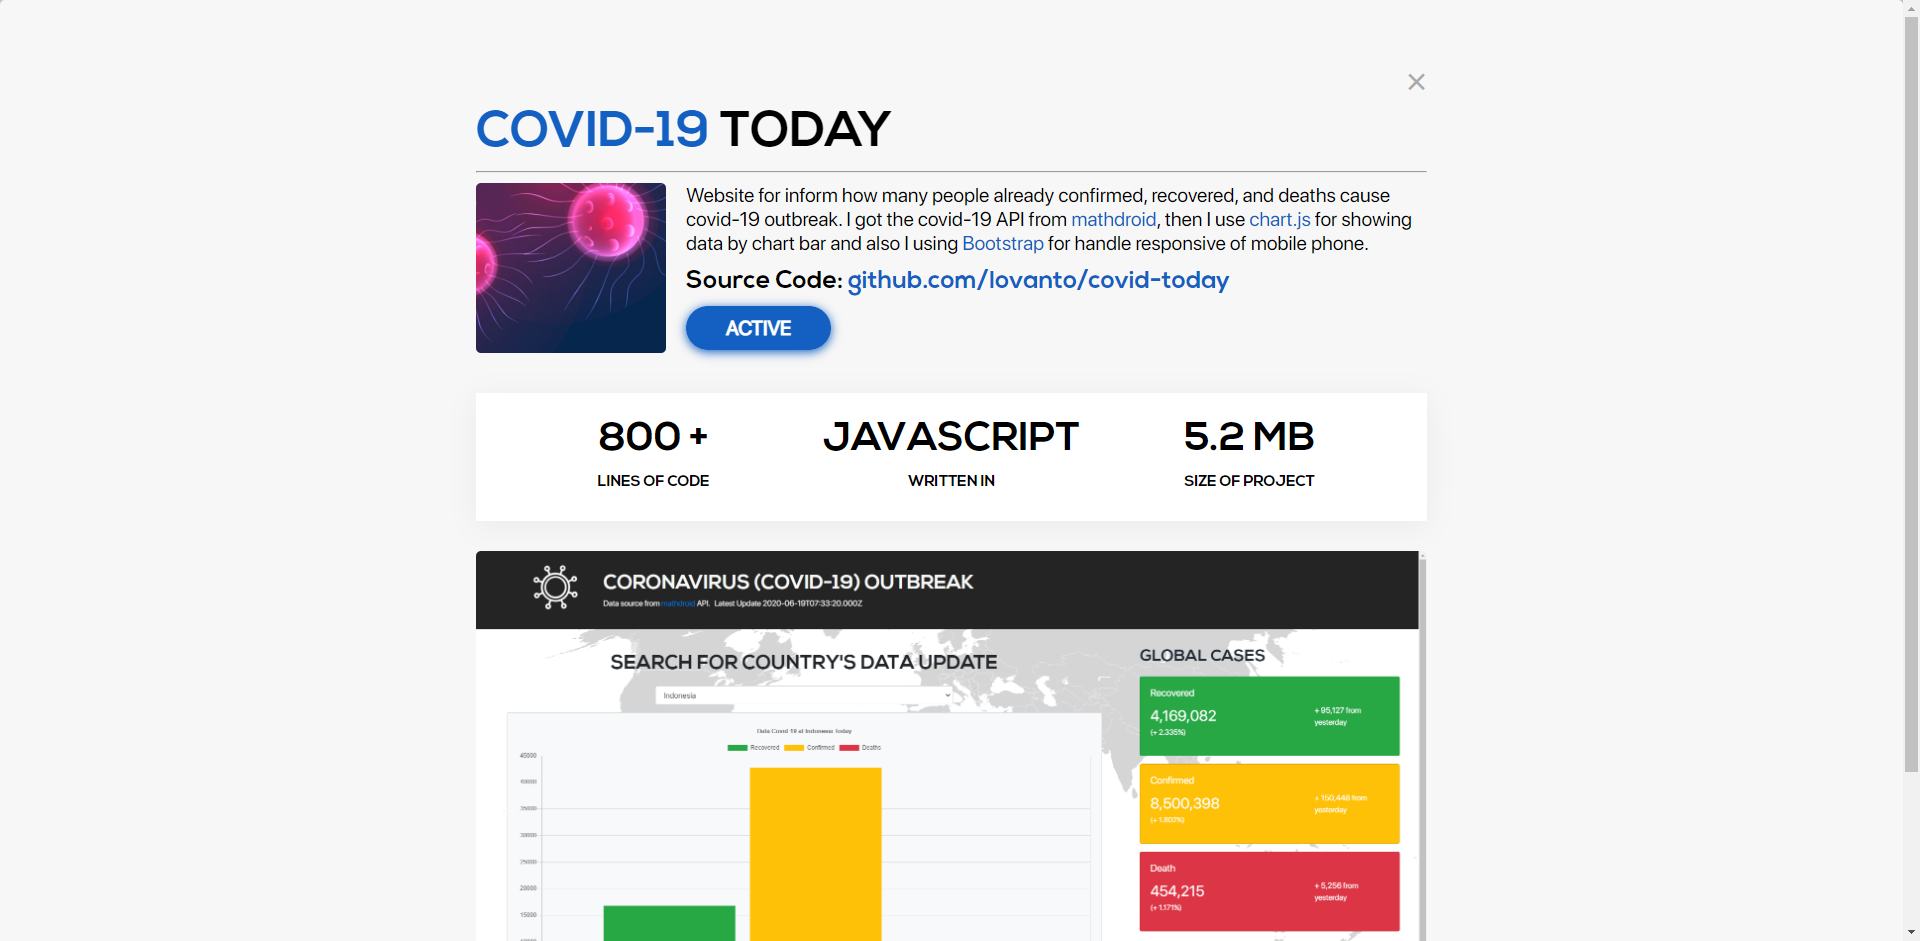 COVID-19 TODAY
Website for inform how many people already confirmed, recovered, and deaths cause
covid-19 outbreak. I got the covid-19 API from mathdroid, then I use chart.js for showing
data by chart bar and also I using Bootstrap for handle responsive of mobile phone.
Source Code: github.com/lovanto/covid-today
ACTIVE
800 +
LINES OF CODE
JAVASCRIPT
WRITTEN IN
5.2 MB
SIZE OF PROJECT
CORONAVIRUS (COVID-19) OUTBREAK
Data source from mathdroid API. Latest Update 2020-06-19T07:33:20.000Z
SEARCH FOR COUNTRY'S DATA UPDATE
Indonesia
Data Covid-19 at Indonesia Today
Recovered Confirmed Deaths
45000
40000
35000
30000
25000
20000
15000
GLOBAL CASES
Recovered
4,169,082
(+ 2.335%)
+ 95,127 from
yesterday
Confirmed
8,500,398
(+ 1.802%)
+ 150,448 from
yesterday
Death
454,215
(+ 1.171%)
+ 5,256 from
yesterday